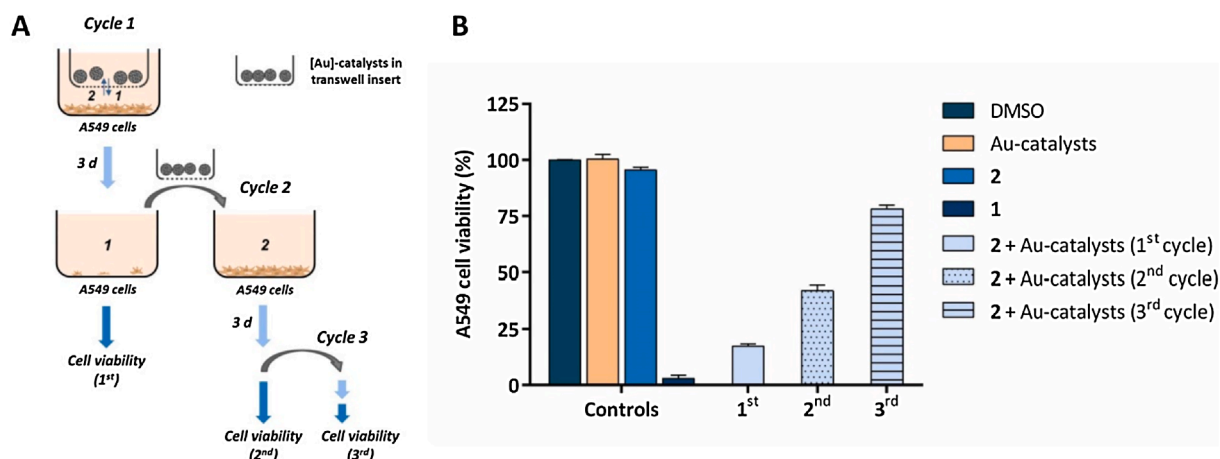 A
Cycle 1
2
1
[Au]-catalysts in
transwell insert
A549 cells
3 d
Cycle 2
1
2
A549 cells
A549 cells
3 d
Cycle 3
Cell viability
(1st)
Cell viability
(2nd)
Cell viability
(3rd)
B
A549 cell viability (%)
125
100
75
50
25
0
Controls
1st
2nd
3rd
DMSO
Au-catalysts
2
1
2 + Au-catalysts (1st cycle)
2 + Au-catalysts (2nd cycle)
2 + Au-catalysts (3rd cycle)